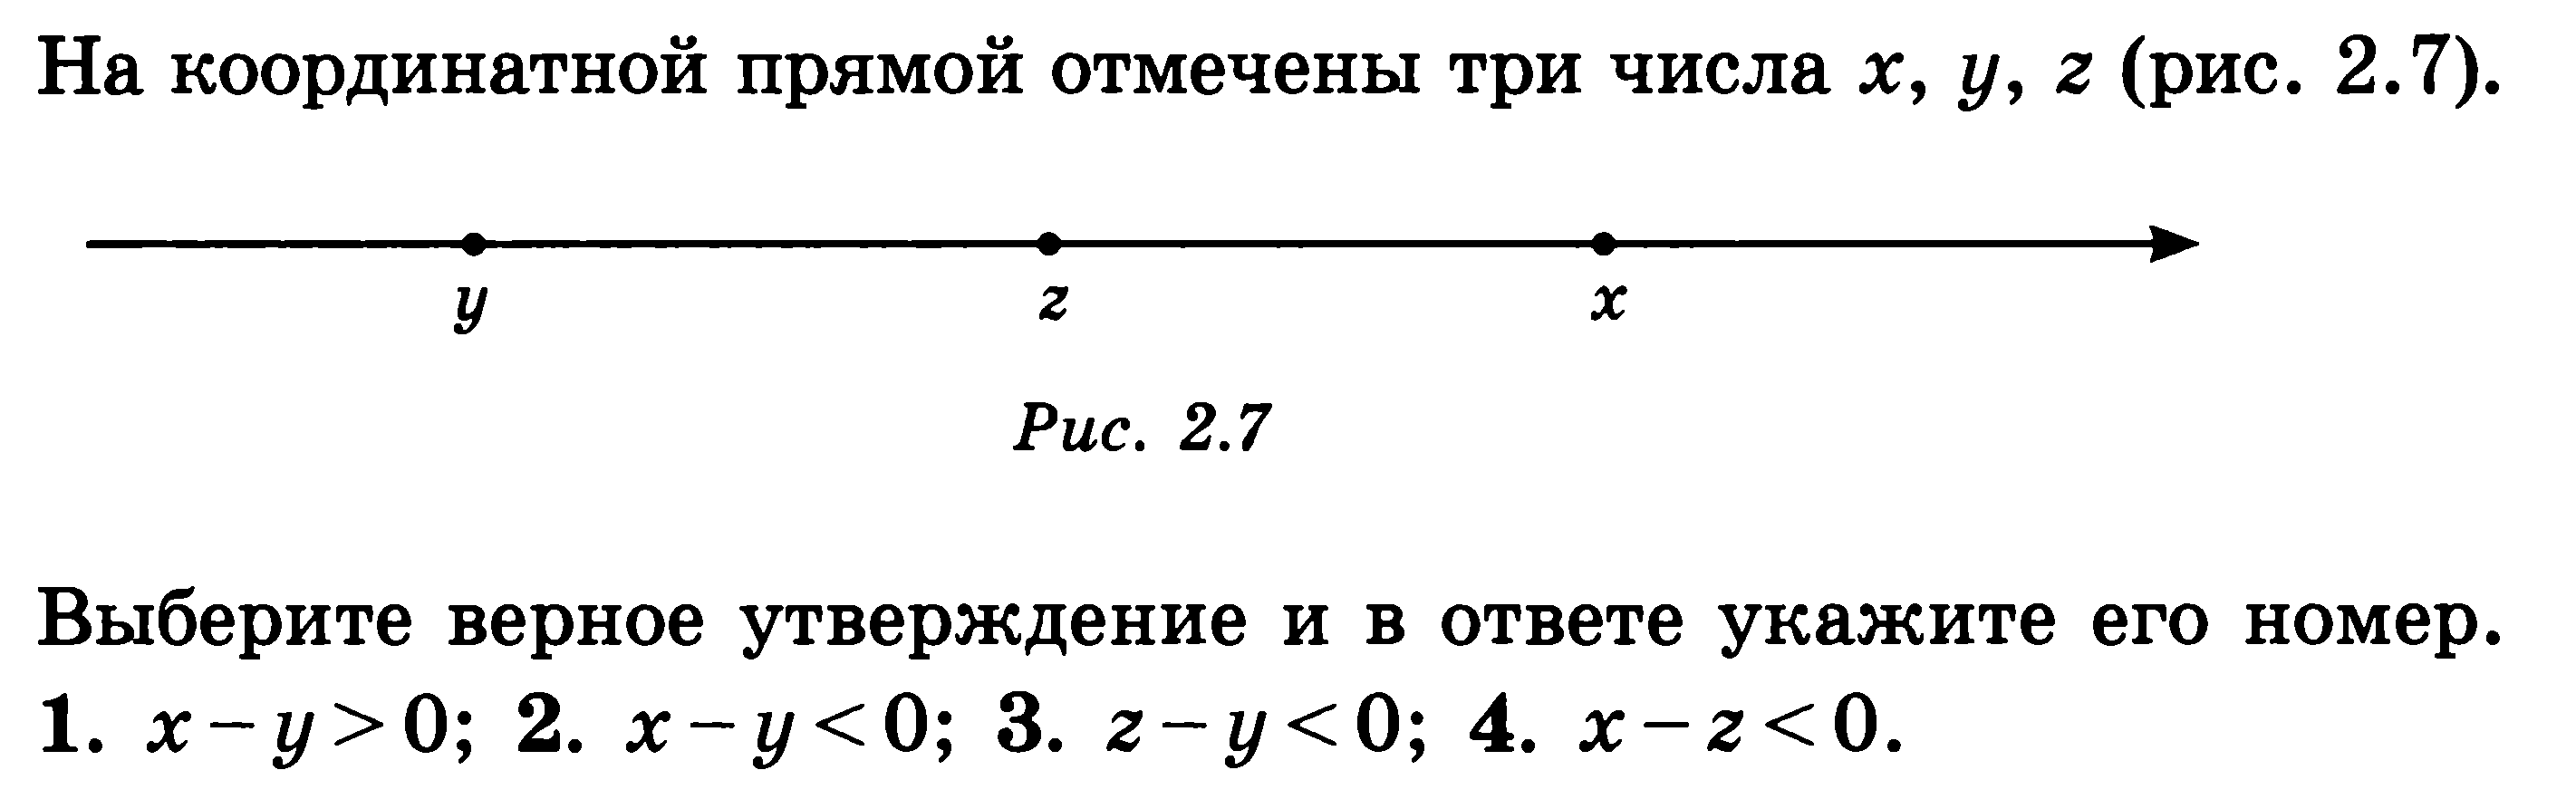 На координатной прямой отмечены три числа x, y, z (рис. 2.7).
y z x
Рис. 2.7
Выберите верное утверждение и в ответе укажите его номер.
1. x − y > 0; 2. x − y < 0; 3. z − y < 0; 4. x − z < 0.